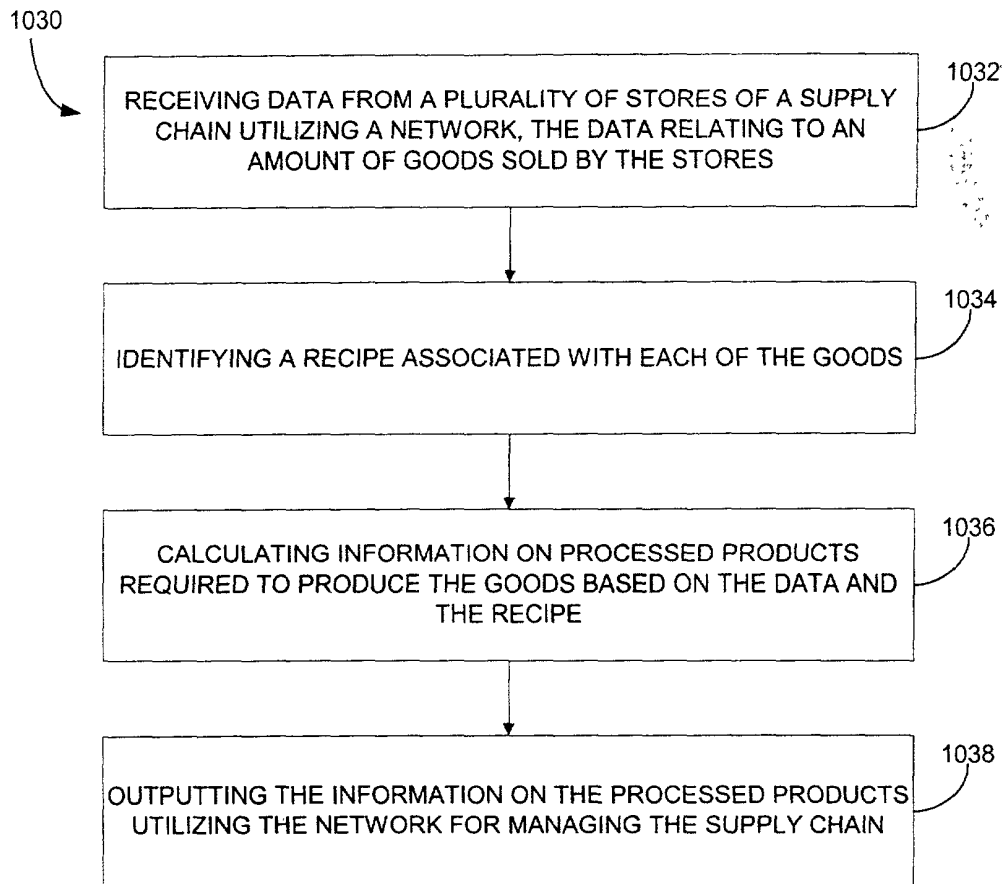 1030
1032
RECEIVING DATA FROM A PLURALITY OF STORES OF A SUPPLY
CHAIN UTILIZING A NETWORK, THE DATA RELATING TO AN
AMOUNT OF GOODS SOLD BY THE STORES
1034
IDENTIFYING A RECIPE ASSOCIATED WITH EACH OF THE GOODS
1036
CALCULATING INFORMATION ON PROCESSED PRODUCTS
REQUIRED TO PRODUCE THE GOODS BASED ON THE DATA AND
THE RECIPE
1038
OUTPUTTING THE INFORMATION ON THE PROCESSED PRODUCTS
UTILIZING THE NETWORK FOR MANAGING THE SUPPLY CHAIN